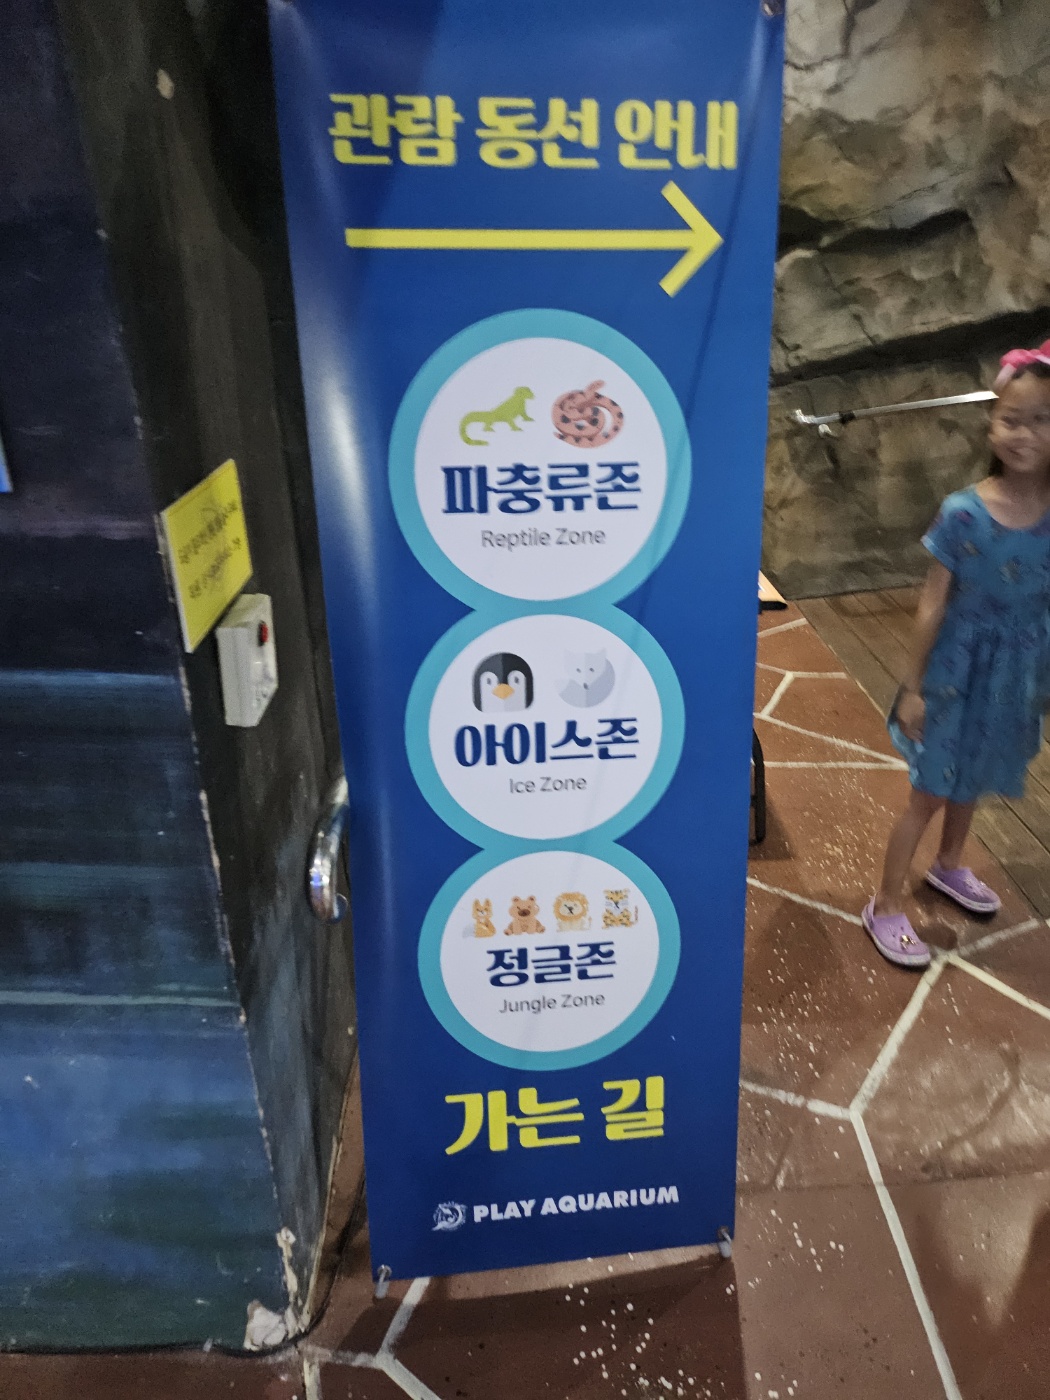 관람 동선 안내
파충류존
Reptile Zone
아이스존
Ice Zone
정글존
Jungle Zone
가는 길
PLAY AQUARIUM